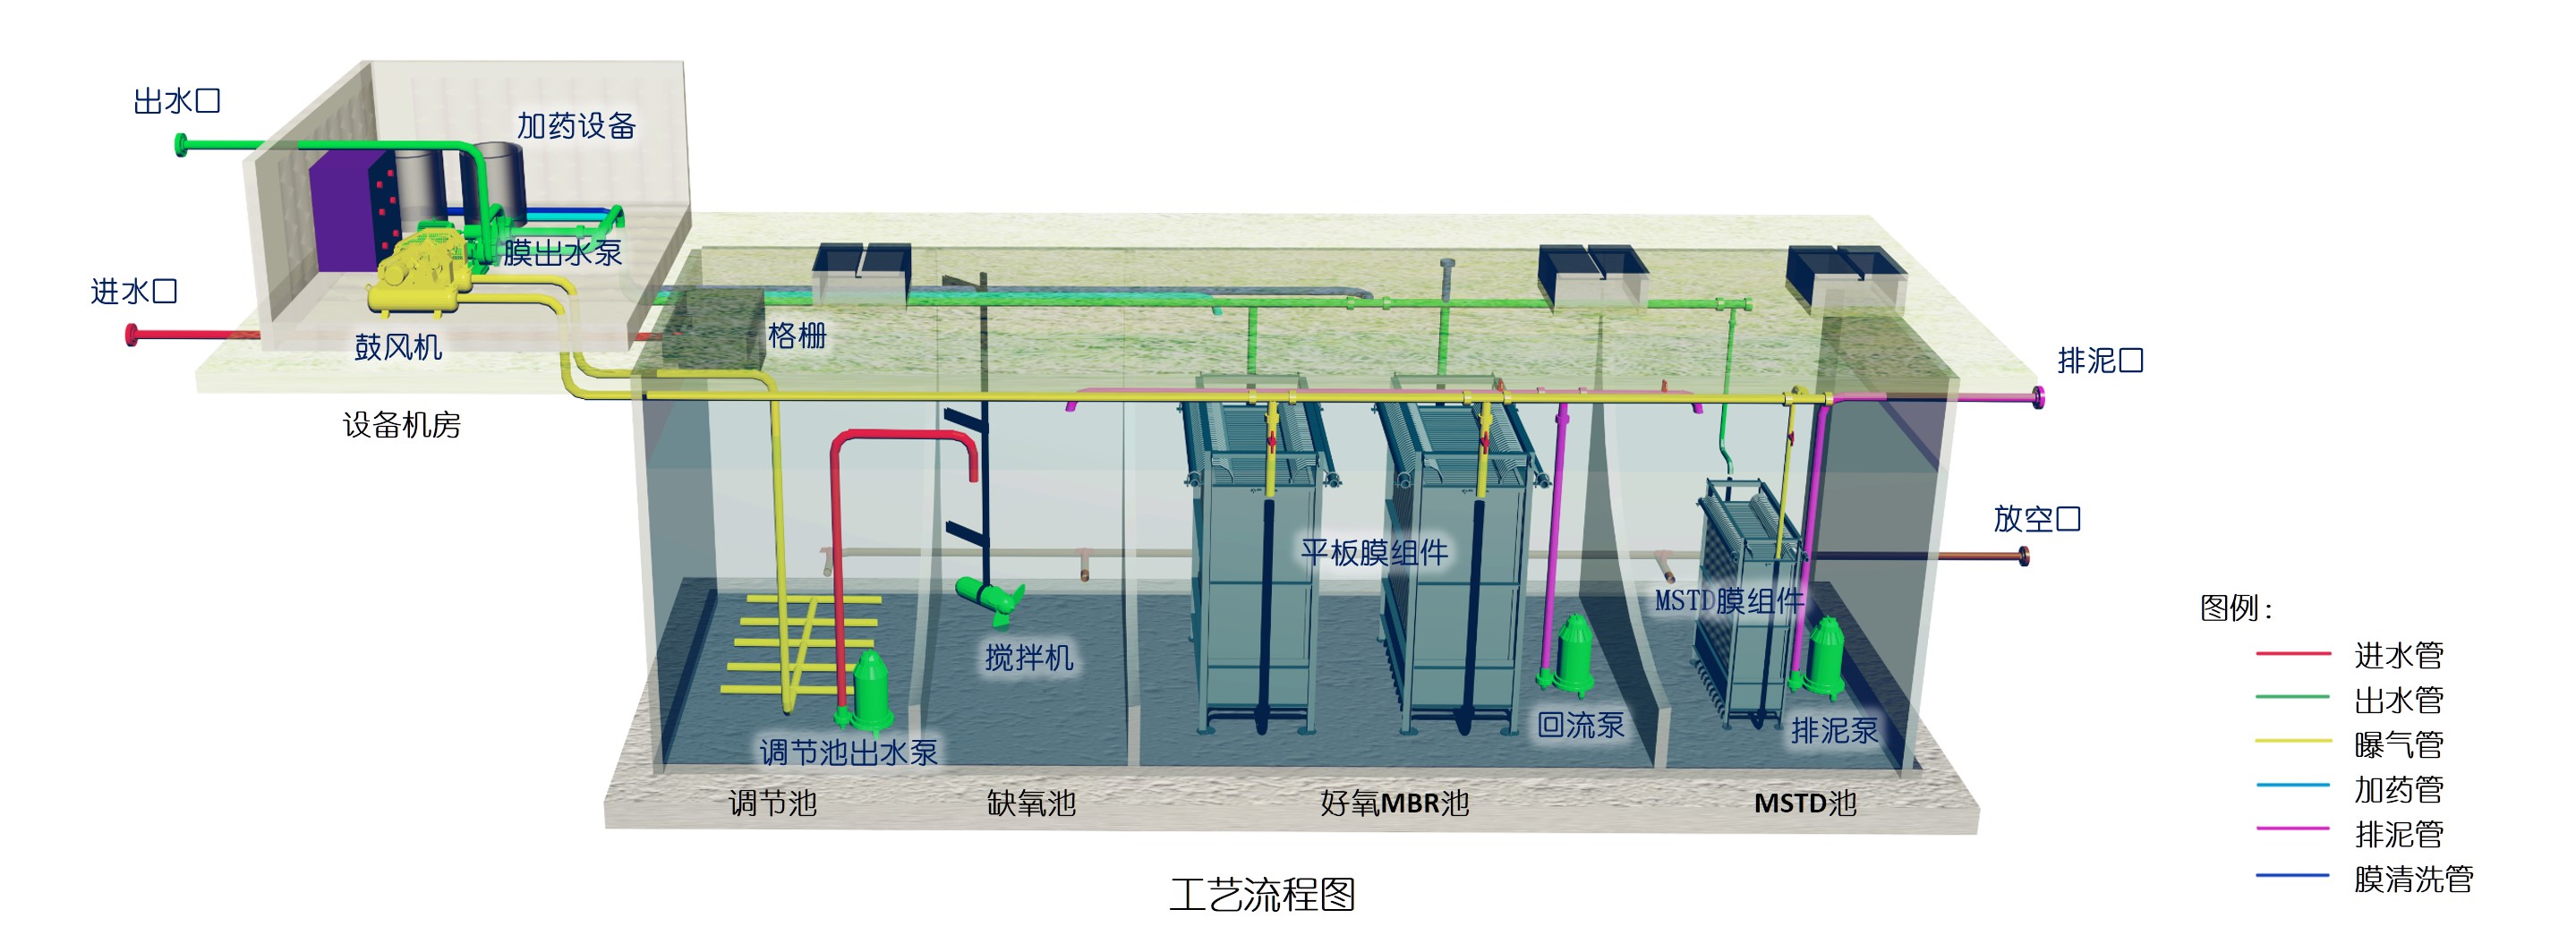 出水口
加药设备
膜出水泵
进水口
鼓风机
格栅
设备机房
排泥口
放空口
平板膜组件
MSTD膜组件
搅拌机
回流泵
排泥泵
调节池出水泵
调节池
缺氧池
好氧MBR池
MSTD池
工艺流程图
图例：
进水管
出水管
曝气管
加药管
排泥管
膜清洗管